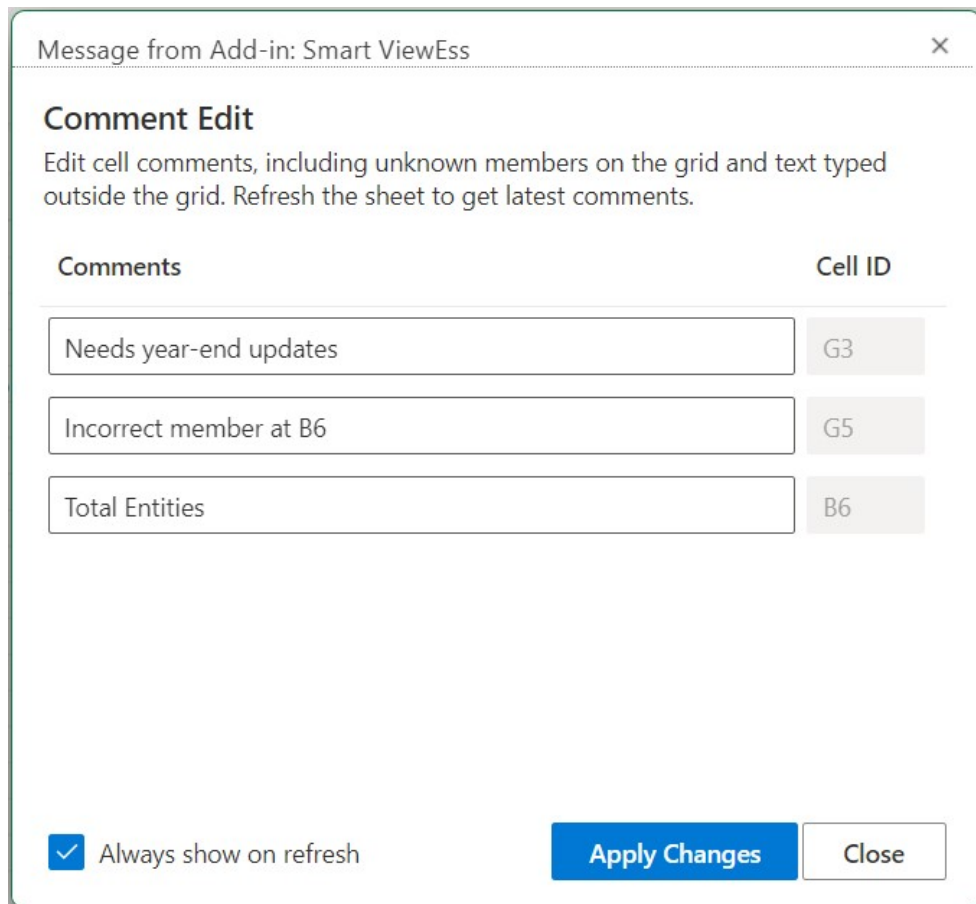 Message from Add-in: Smart ViewEss
Comment Edit
Edit cell comments, including unknown members on the grid and text typed
outside the grid. Refresh the sheet to get latest comments.
Comments Cell ID
Needs year-end updates G3
Incorrect member at B6 G5
Total Entities B6
Always show on refresh Apply Changes Close